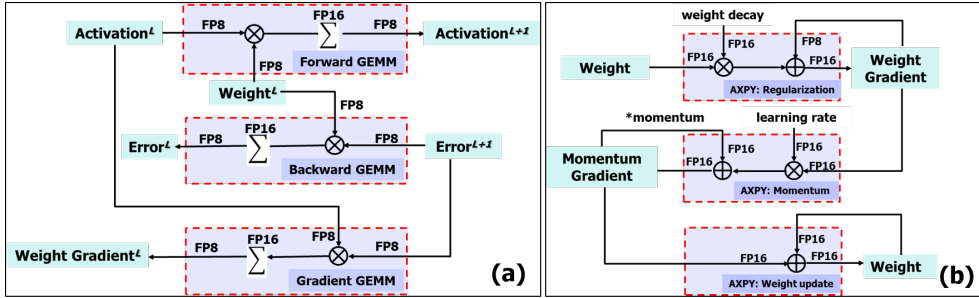 Activation^L
FP8
FP16
FP8
Activation^{L+1}
FP8
Forward GEMM
Weight^L
FP8
Error^L
FP8
FP16
FP8
Error^{L+1}
Backward GEMM
Weight Gradient^L
FP8
FP16
FP8
FP8
Gradient GEMM
(a)
weight decay
FP16
FP8
Weight
FP16
FP16
Weight
Gradient
AXPY: Regularization
*momentum
learning rate
Momentum
Gradient
FP16
FP16
FP16
FP16
AXPY: Momentum
FP16
FP16
FP16
Weight
AXPY: Weight update
(b)